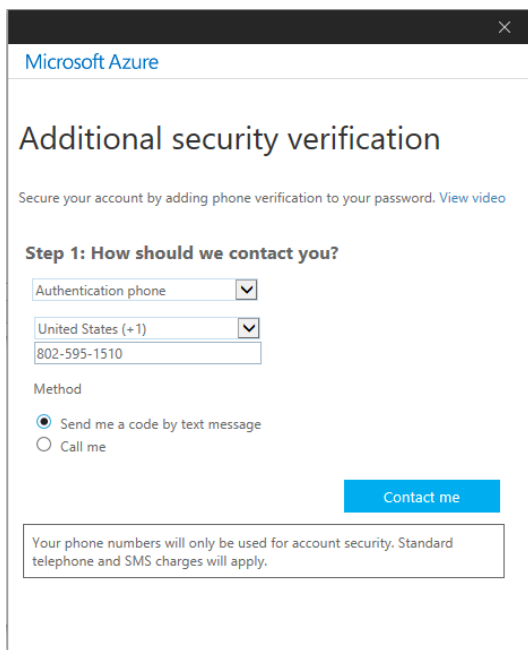 Microsoft Azure
Additional security verification
Secure your account by adding phone verification to your password. View video
Step 1: How should we contact you?
Authentication phone
United States (+1)
802-595-1510
Method
Send me a code by text message
Call me
Contact me
Your phone numbers will only be used for account security. Standard
telephone and SMS charges will apply.